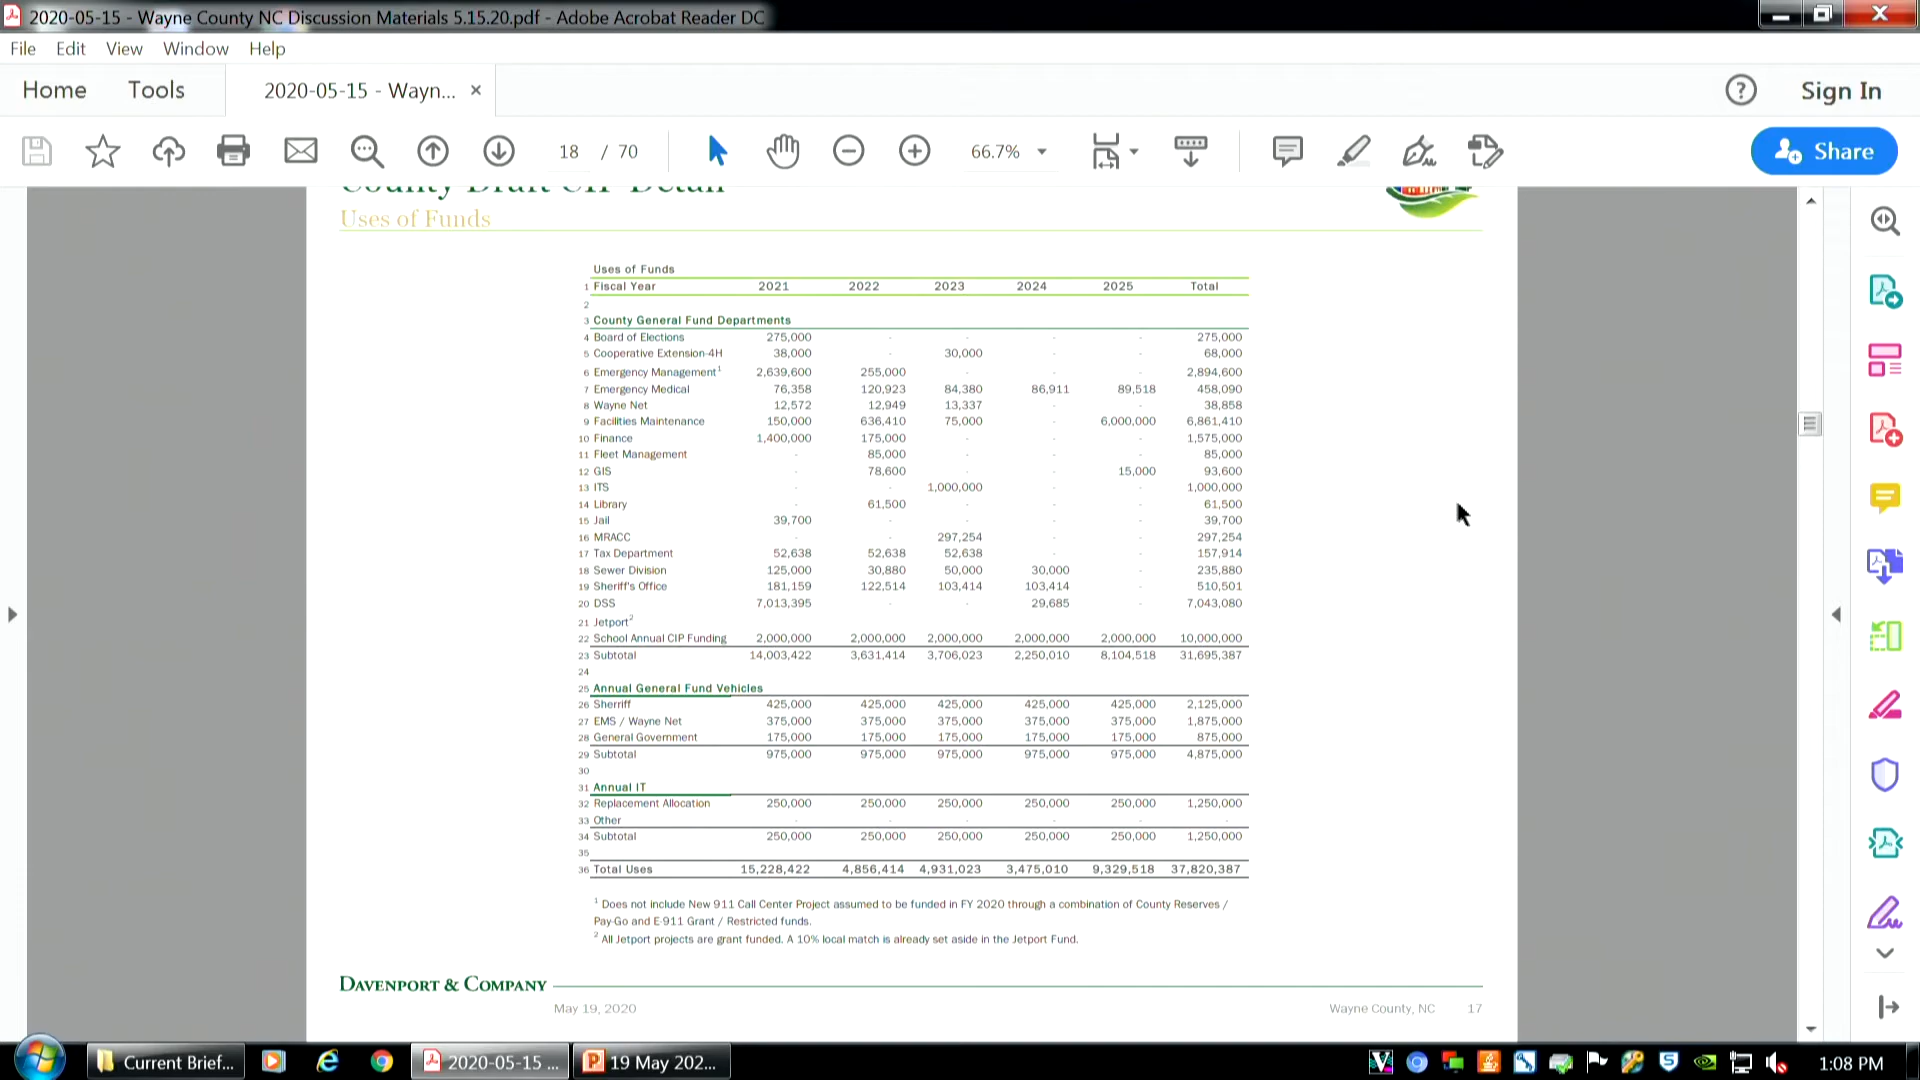 2020-05-15 - Wayne County NC Discussion Materials 5.15.20.pdf - Adobe Acrobat Reader DC
File Edit View Window Help
Home Tools 2020-05-15 - Wayn... × Sign In
18 / 70 66.7% Share
County Draft CIP Detail
Uses of Funds
Uses of Funds
1 Fiscal Year 2021 2022 2023 2024 2025 Total
2
3 County General Fund Departments
4 Board of Elections 275,000 - - - - 275,000
5 Cooperative Extension-4H 38,000 - 30,000 - - 68,000
6 Emergency Management¹ 2,639,600 255,000 - - - 2,894,600
7 Emergency Medical 76,358 120,923 84,380 86,911 89,518 458,090
8 Wayne Net 12,572 12,949 13,337 - - 38,858
9 Facilities Maintenance 150,000 636,410 75,000 - 6,000,000 6,861,410
10 Finance 1,400,000 175,000 - - - 1,575,000
11 Fleet Management - 85,000 - - - 85,000
12 GIS - 78,600 - - 15,000 93,600
13 ITS - - 1,000,000 - - 1,000,000
14 Library - 61,500 - - - 61,500
15 Jail 39,700 - - - - 39,700
16 MRACC - - 297,254 - - 297,254
17 Tax Department 52,638 52,638 52,638 - - 157,914
18 Sewer Division 125,000 30,880 50,000 30,000 - 235,880
19 Sheriff's Office 181,159 122,514 103,414 103,414 - 510,501
20 DSS 7,013,395 - - 29,685 - 7,043,080
21 Jetport²
22 School Annual CIP Funding 2,000,000 2,000,000 2,000,000 2,000,000 2,000,000 10,000,000
23 Subtotal 14,003,422 3,631,414 3,706,023 2,250,010 8,104,518 31,695,387
24
25 Annual General Fund Vehicles
26 Sherriff 425,000 425,000 425,000 425,000 425,000 2,125,000
27 EMS / Wayne Net 375,000 375,000 375,000 375,000 375,000 1,875,000
28 General Government 175,000 175,000 175,000 175,000 175,000 875,000
29 Subtotal 975,000 975,000 975,000 975,000 975,000 4,875,000
30
31 Annual IT
32 Replacement Allocation 250,000 250,000 250,000 250,000 250,000 1,250,000
33 Other - - - - - -
34 Subtotal 250,000 250,000 250,000 250,000 250,000 1,250,000
35
36 Total Uses 15,228,422 4,856,414 4,931,023 3,475,010 9,329,518 37,820,387
¹ Does not include New 911 Call Center Project assumed to be funded in FY 2020 through a combination of County Reserves /
Pay-Go and E-911 Grant / Restricted funds.
² All Jetport projects are grant funded. A 10% local match is already set aside in the Jetport Fund.
DAVENPORT & COMPANY
May 19, 2020 Wayne County, NC 17
Current Brief... 2020-05-15 ... 19 May 202... 1:08 PM